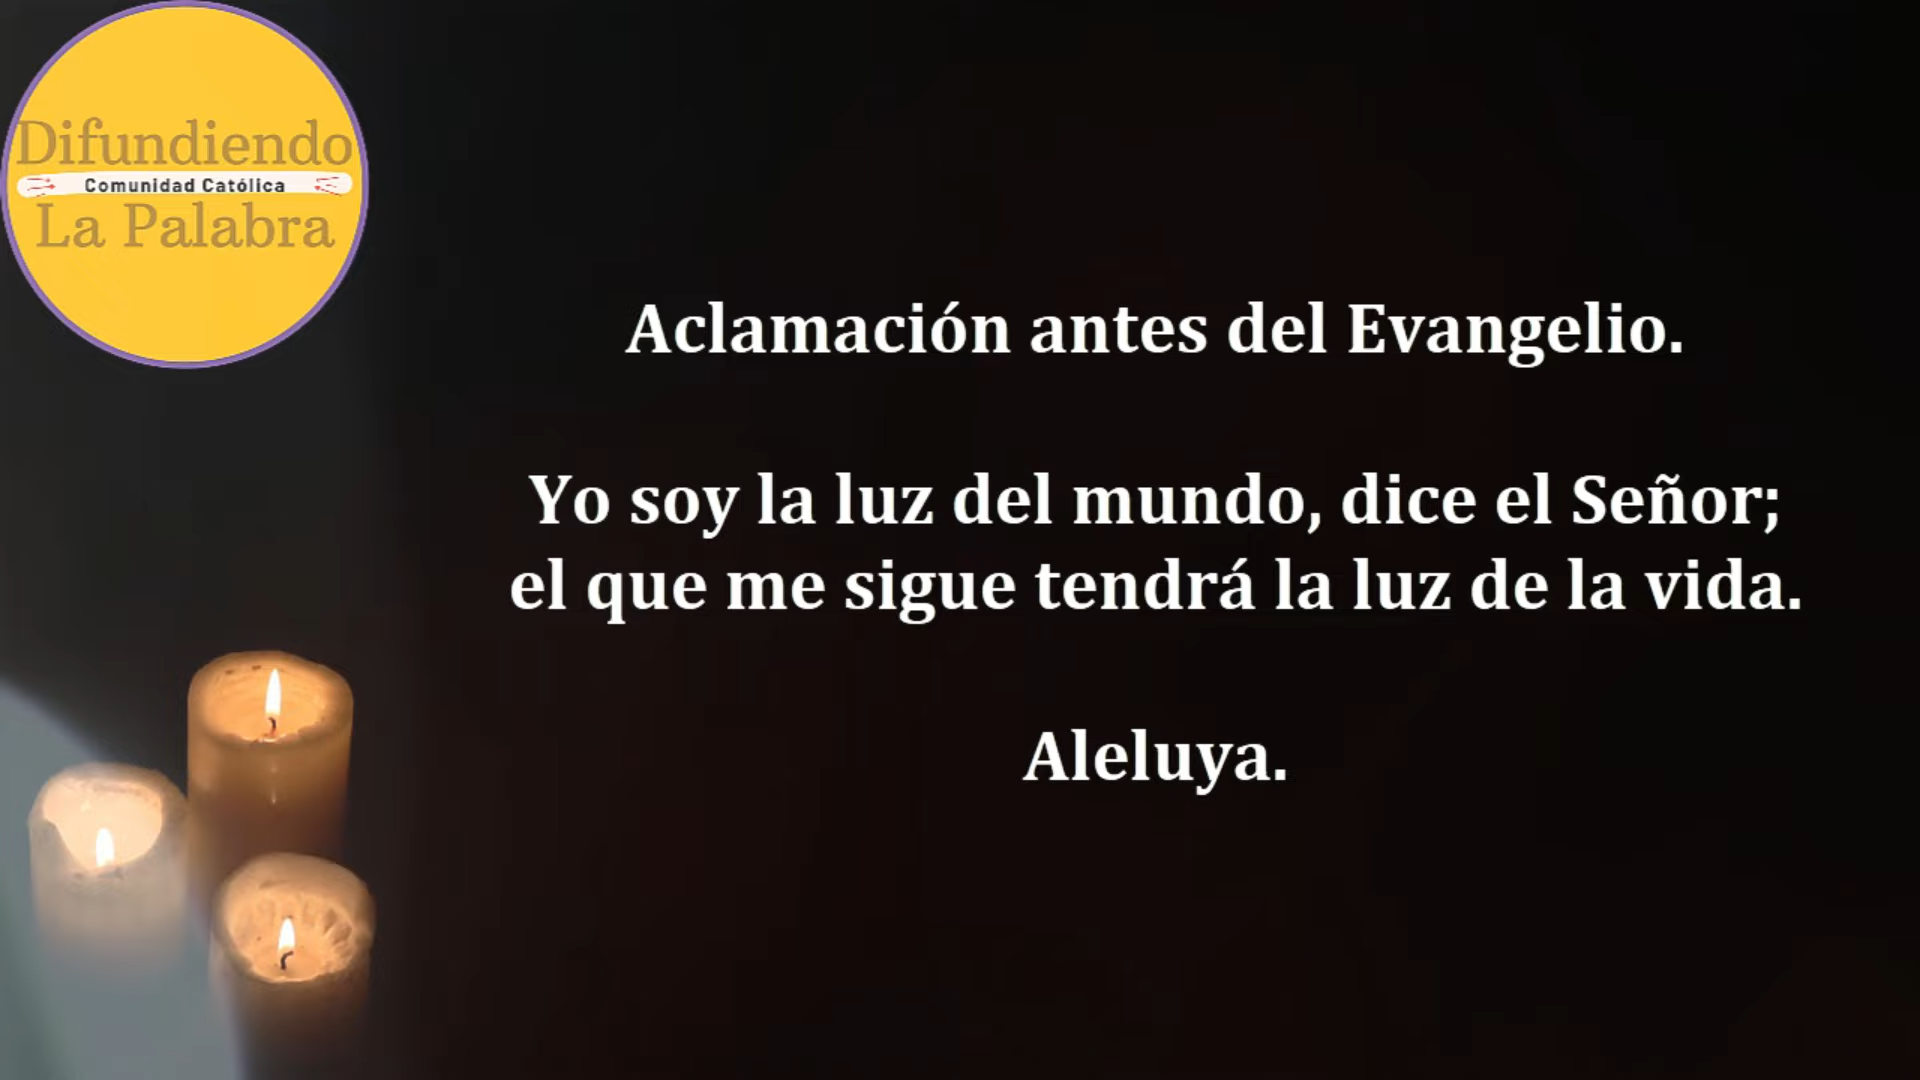 Difundiendo
Comunidad Católica
La Palabra
Aclamación antes del Evangelio.
Yo soy la luz del mundo, dice el Señor;
el que me sigue tendrá la luz de la vida.
Aleluya.